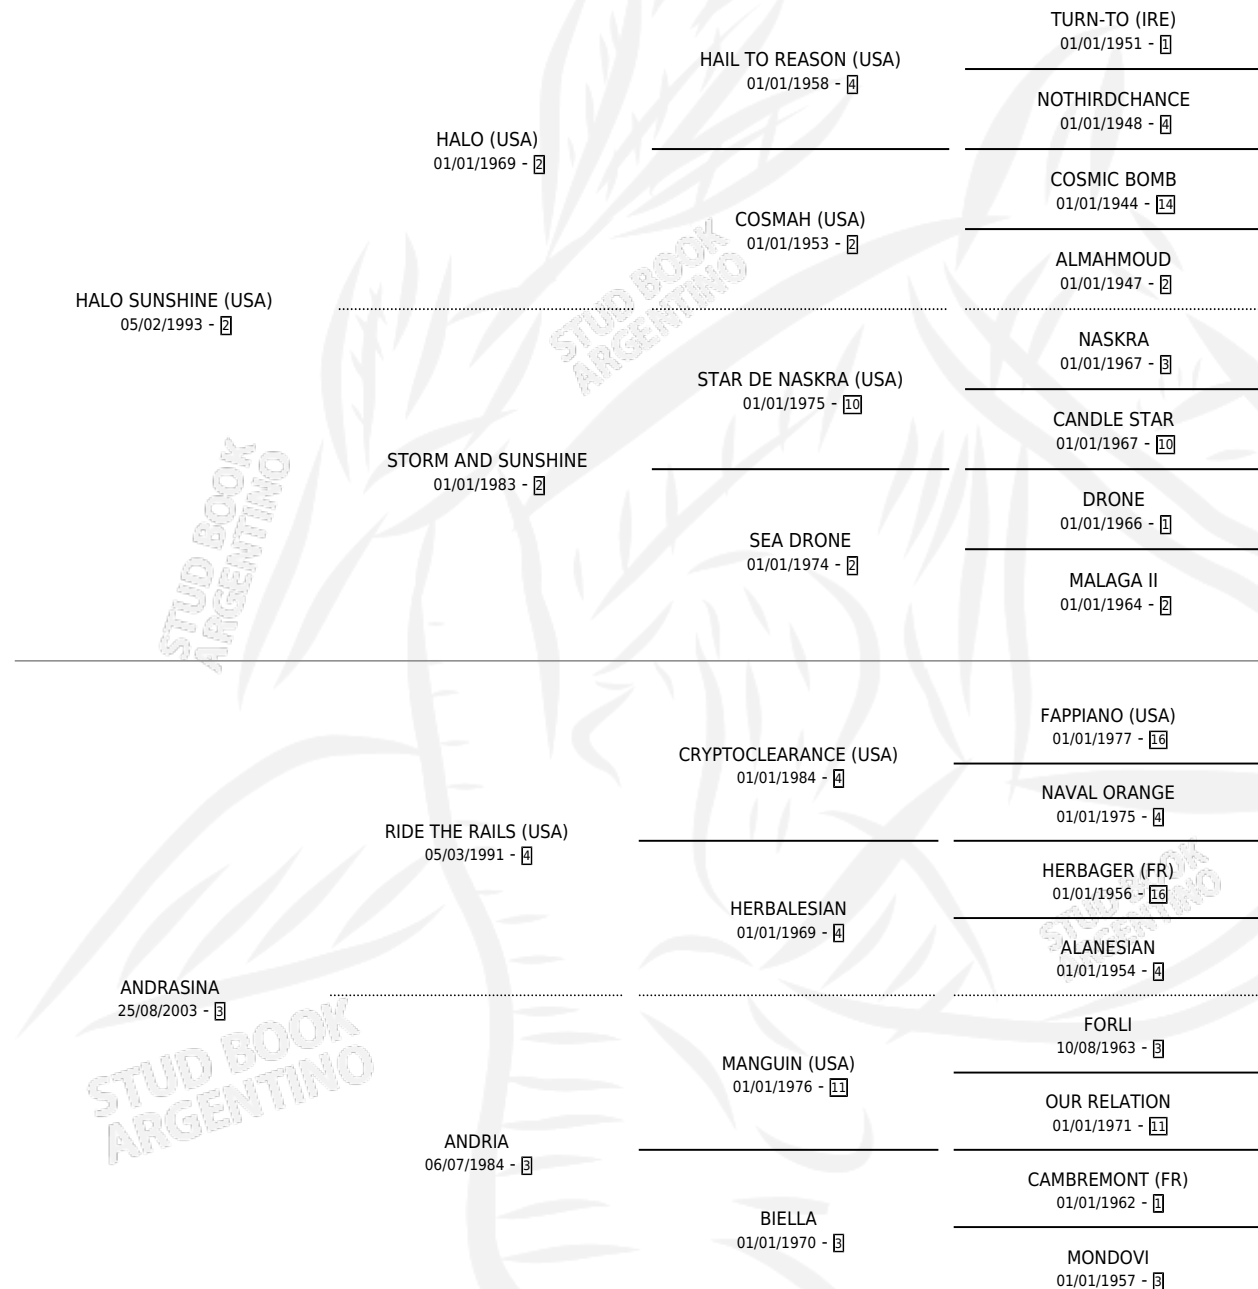 TURN-TO (IRE)
01/01/1951 - 1
HAIL TO REASON (USA)
01/01/1958 - 4
NOTHIRDCHANCE
01/01/1948 - 4
HALO (USA)
01/01/1969 - 2
COSMIC BOMB
01/01/1944 - 14
COSMAH (USA)
01/01/1953 - 2
ALMAHMOUD
01/01/1947 - 2
HALO SUNSHINE (USA)
05/02/1993 - 2
STUD BOOK
ARGENTINO
NASKRA
01/01/1967 - 3
STAR DE NASKRA (USA)
01/01/1975 - 10
CANDLE STAR
01/01/1967 - 10
STORM AND SUNSHINE
01/01/1983 - 2
DRONE
01/01/1966 - 1
SEA DRONE
01/01/1974 - 2
MALAGA II
01/01/1964 - 2
STUD BOOK
ARGENTINO
FAPPIANO (USA)
01/01/1977 - 16
CRYPTOCLEARANCE (USA)
01/01/1984 - 4
NAVAL ORANGE
01/01/1975 - 4
RIDE THE RAILS (USA)
05/03/1991 - 4
HERBAGER (FR)
01/01/1956 - 16
HERBALESIAN
01/01/1969 - 4
STUD BOOK
ARGENTINO
ALANESIAN
01/01/1954 - 4
ANDRASINA
25/08/2003 - 3
FORLI
10/08/1963 - 3
STUD BOOK
ARGENTINO
MANGUIN (USA)
01/01/1976 - 11
OUR RELATION
01/01/1971 - 11
ANDRIA
06/07/1984 - 3
CAMBREMONT (FR)
01/01/1962 - 1
BIELLA
01/01/1970 - 3
MONDOVI
01/01/1957 - 3